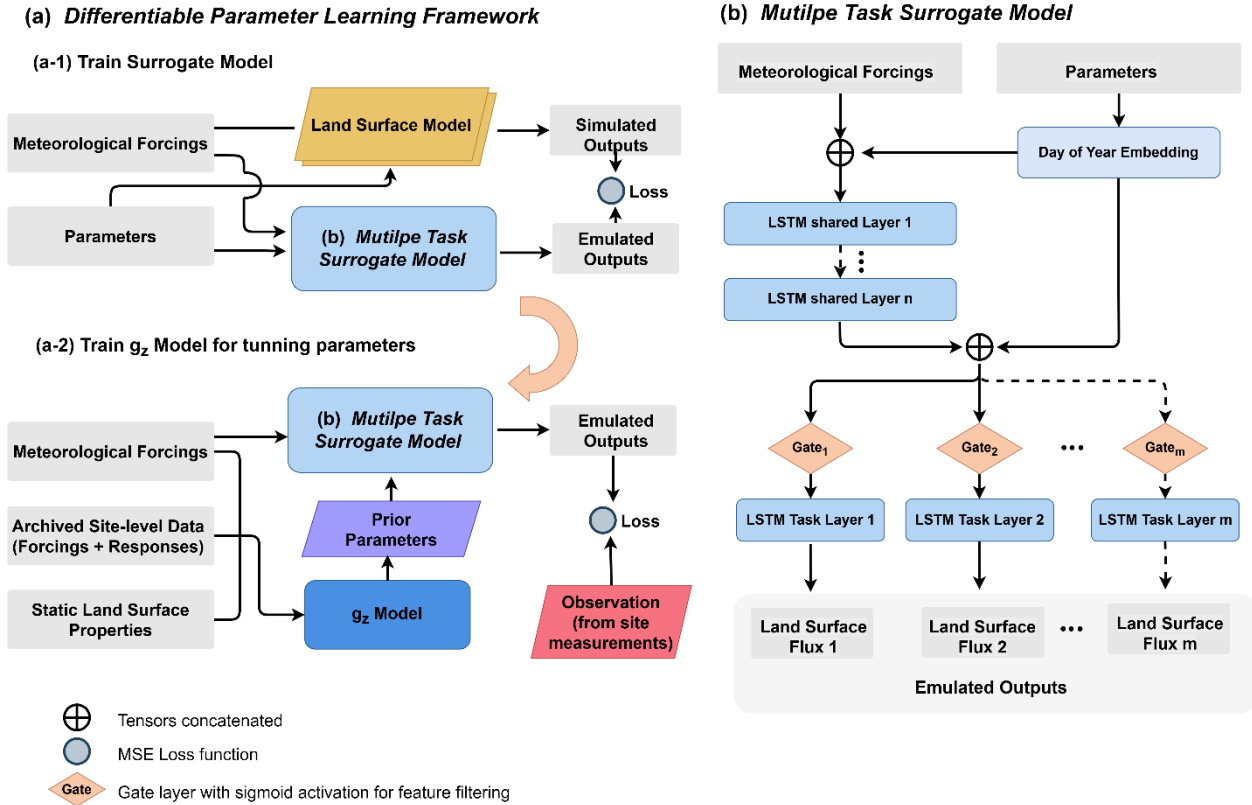 (a) Differentiable Parameter Learning Framework
(a-1) Train Surrogate Model
Meteorological Forcings
Parameters
Land Surface Model
(b) Mutilpe Task
Surrogate Model
Simulated
Outputs
Loss
Emulated
Outputs
(a-2) Train gz Model for tunning parameters
Meteorological Forcings
Archived Site-level Data
(Forcings + Responses)
Static Land Surface
Properties
(b) Mutilpe Task
Surrogate Model
Prior
Parameters
gz Model
Emulated
Outputs
Loss
Observation
(from site
measurements)
Tensors concatenated
MSE Loss function
Gate
Gate layer with sigmoid activation for feature filtering
(b) Mutilpe Task Surrogate Model
Meteorological Forcings
Parameters
Day of Year Embedding
LSTM shared Layer 1
LSTM shared Layer n
Gate1
Gate2
Gatem
LSTM Task Layer 1
LSTM Task Layer 2
LSTM Task Layer m
Land Surface
Flux 1
Land Surface
Flux 2
Land Surface
Flux m
Emulated Outputs